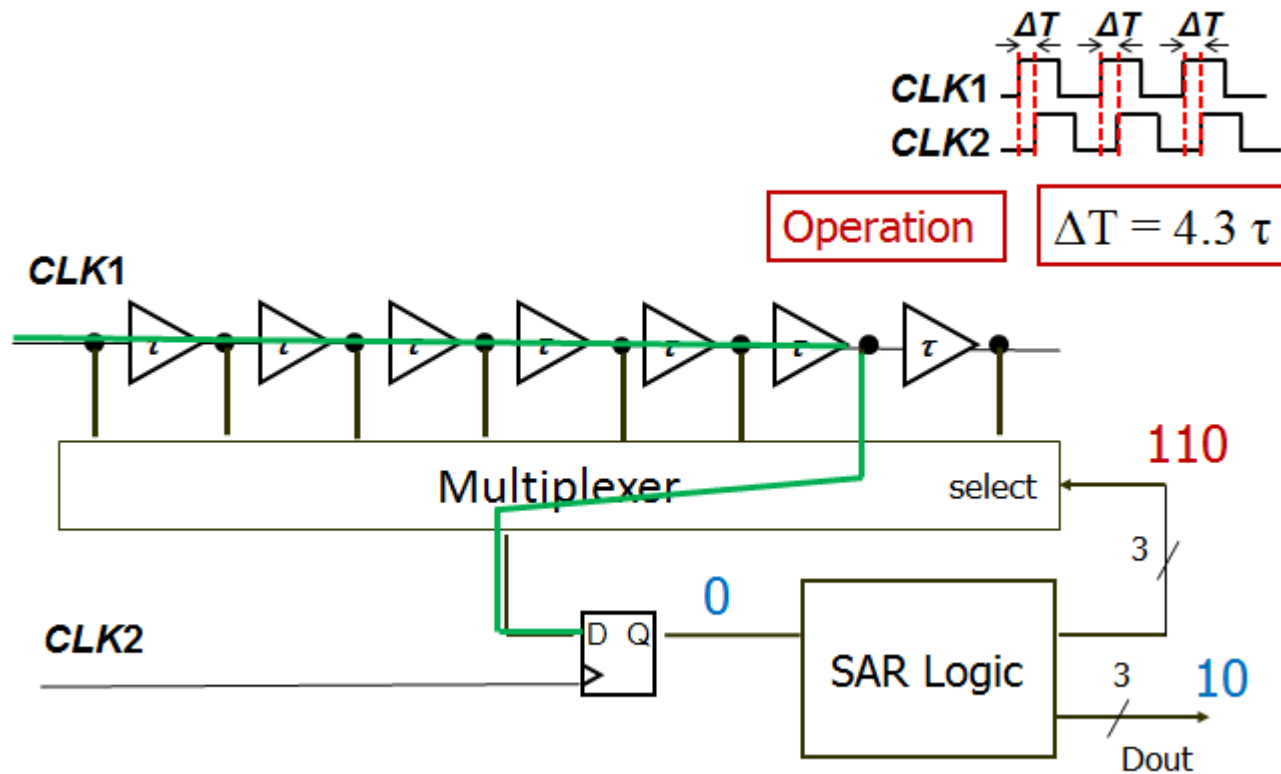 ΔT ΔT ΔT
CLK1
CLK2
Operation
ΔT = 4.3 τ
CLK1
τ τ τ τ τ τ τ
110
Multiplexer
select
3
0
CLK2
D Q
SAR Logic
3
10
Dout